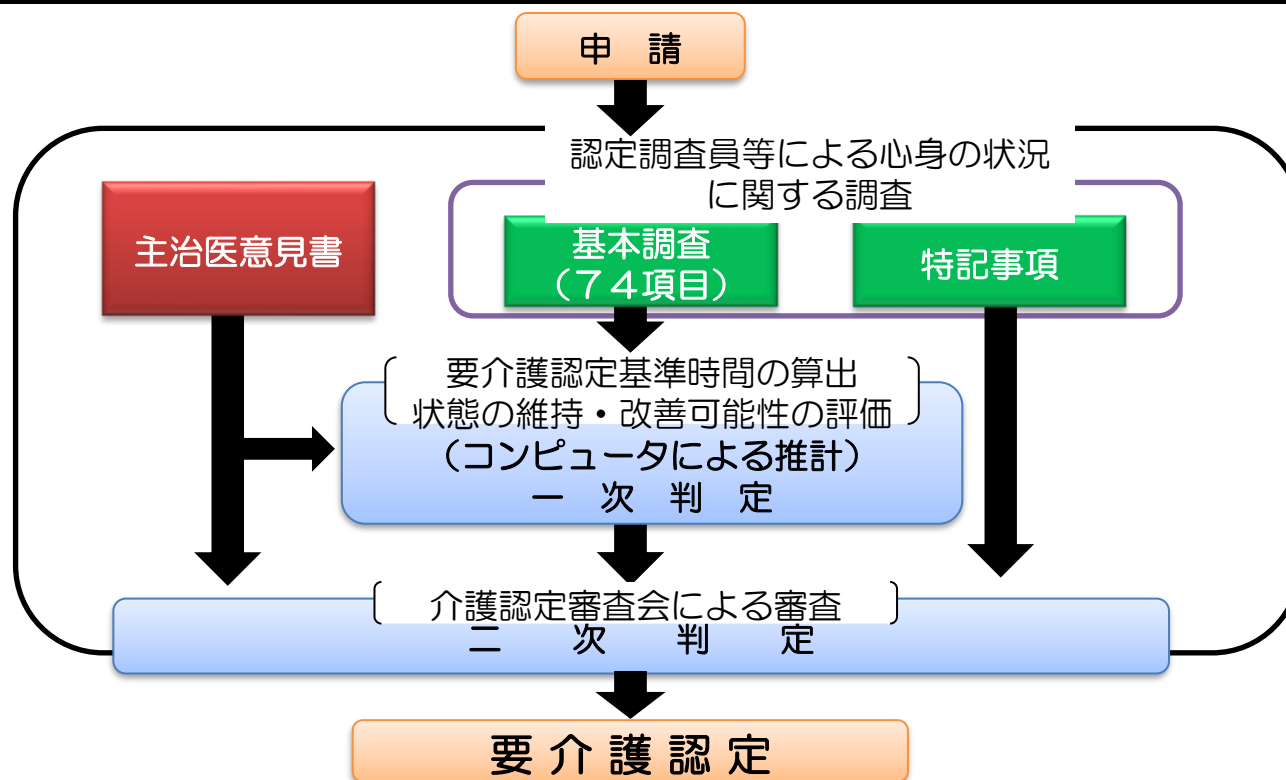 申 請
認定調査員等による心身の状況
に関する調査
主治医意見書
基本調査
（７４項目）
特記事項
要介護認定基準時間の算出
状態の維持・改善可能性の評価
（コンピュータによる推計）
一 次 判 定
介護認定審査会による審査
二 次 判 定
要 介 護 認 定